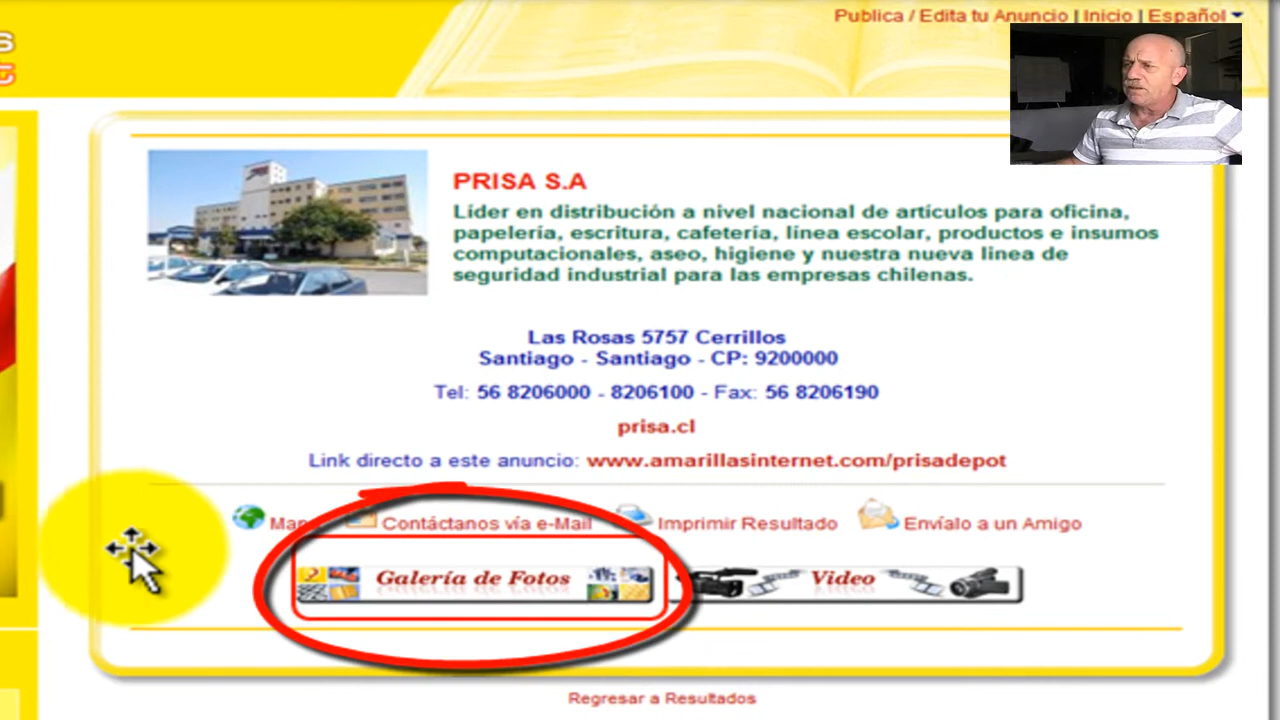 Publica / Edita tu Anuncio | Inicio | Español
PRISA S.A
Líder en distribución a nivel nacional de artículos para oficina,
papelería, escritura, cafetería, línea escolar, productos e insumos
computacionales, aseo, higiene y nuestra nueva linea de
seguridad industrial para las empresas chilenas.
Las Rosas 5757 Cerrillos
Santiago - Santiago - CP: 9200000
Tel: 56 8206000 - 8206100 - Fax: 56 8206190
prisa.cl
Link directo a este anuncio: www.amarillasinternet.com/prisadepot
Contáctanos vía e-Mail Imprimir Resultado Envíalo a un Amigo
Galería de Fotos Video
Regresar a Resultados